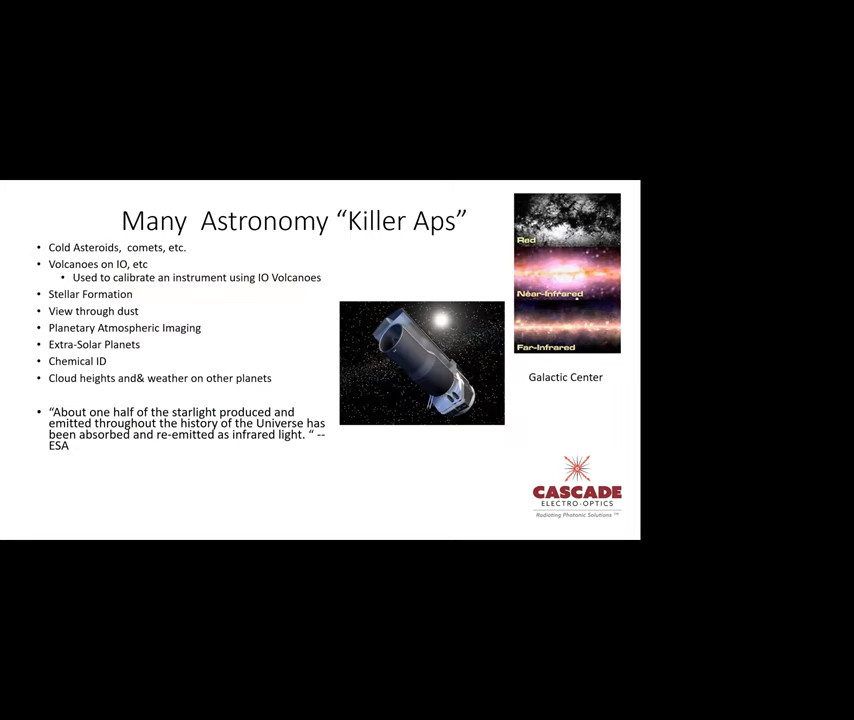 Many Astronomy “Killer Aps”
• Cold Asteroids, comets, etc.
• Volcanoes on IO, etc
• Used to calibrate an instrument using IO Volcanoes
• Stellar Formation
• View through dust
• Planetary Atmospheric Imaging
• Extra-Solar Planets
• Chemical ID
• Cloud heights and& weather on other planets
• “About one half of the starlight produced and
emitted throughout the history of the Universe has
been absorbed and re-emitted as infrared light. “ --
ESA
Red
Near-Infrared
Far-Infrared
Galactic Center
CASCADE
ELECTRO-OPTICS
Radiating Photonic Solutions ™